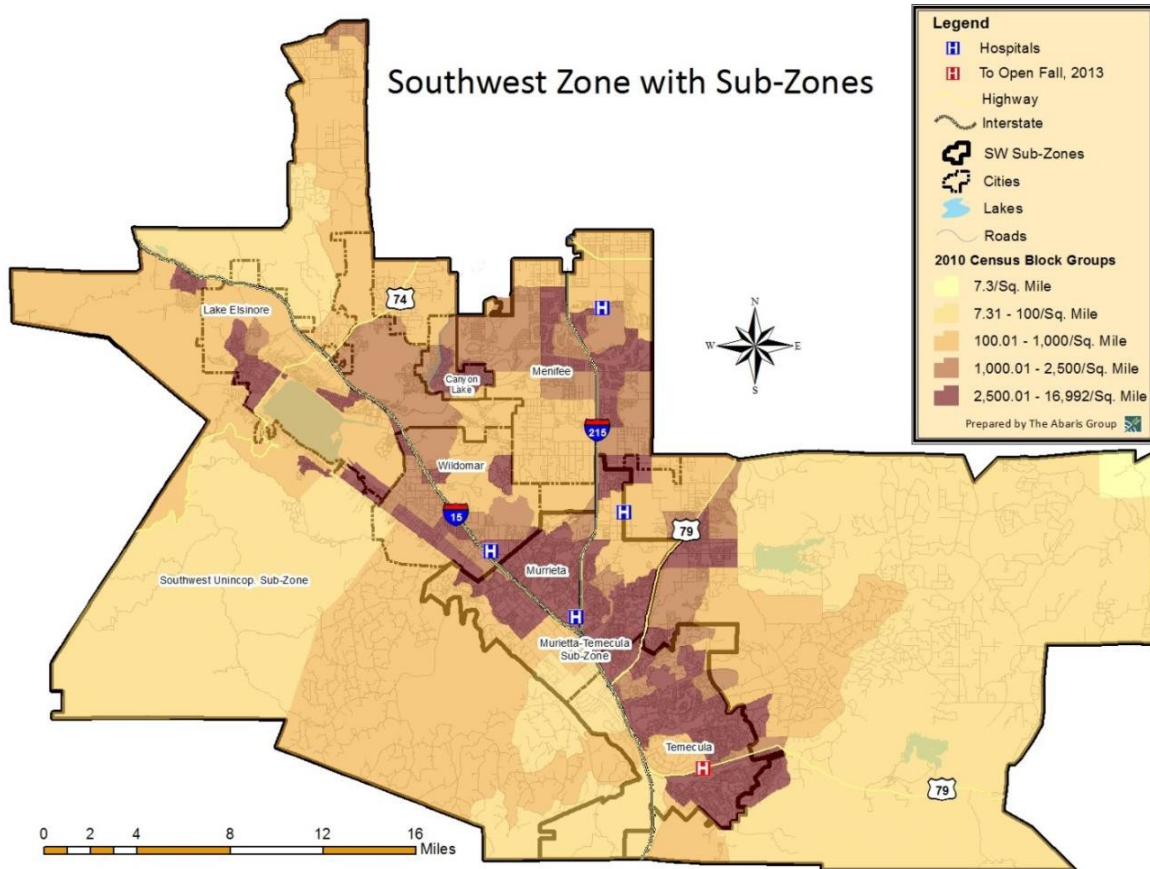 Southwest Zone with Sub-Zones
Legend
H Hospitals
H To Open Fall, 2013
Highway
Interstate
SW Sub-Zones
Cities
Lakes
Roads
2010 Census Block Groups
7.3/Sq. Mile
7.31 - 100/Sq. Mile
100.01 - 1,000/Sq. Mile
1,000.01 - 2,500/Sq. Mile
2,500.01 - 16,992/Sq. Mile
Prepared by The Abaris Group
74
Lake Elsinore
H
N
W E
S
Canyon
Lake
Menifee
215
Wildomar
15
H
79
H
Southwest Unincop. Sub-Zone
Murrieta
H
Murietta-Temecula
Sub-Zone
Temecula
H
79
0 2 4 8 12 16
Miles